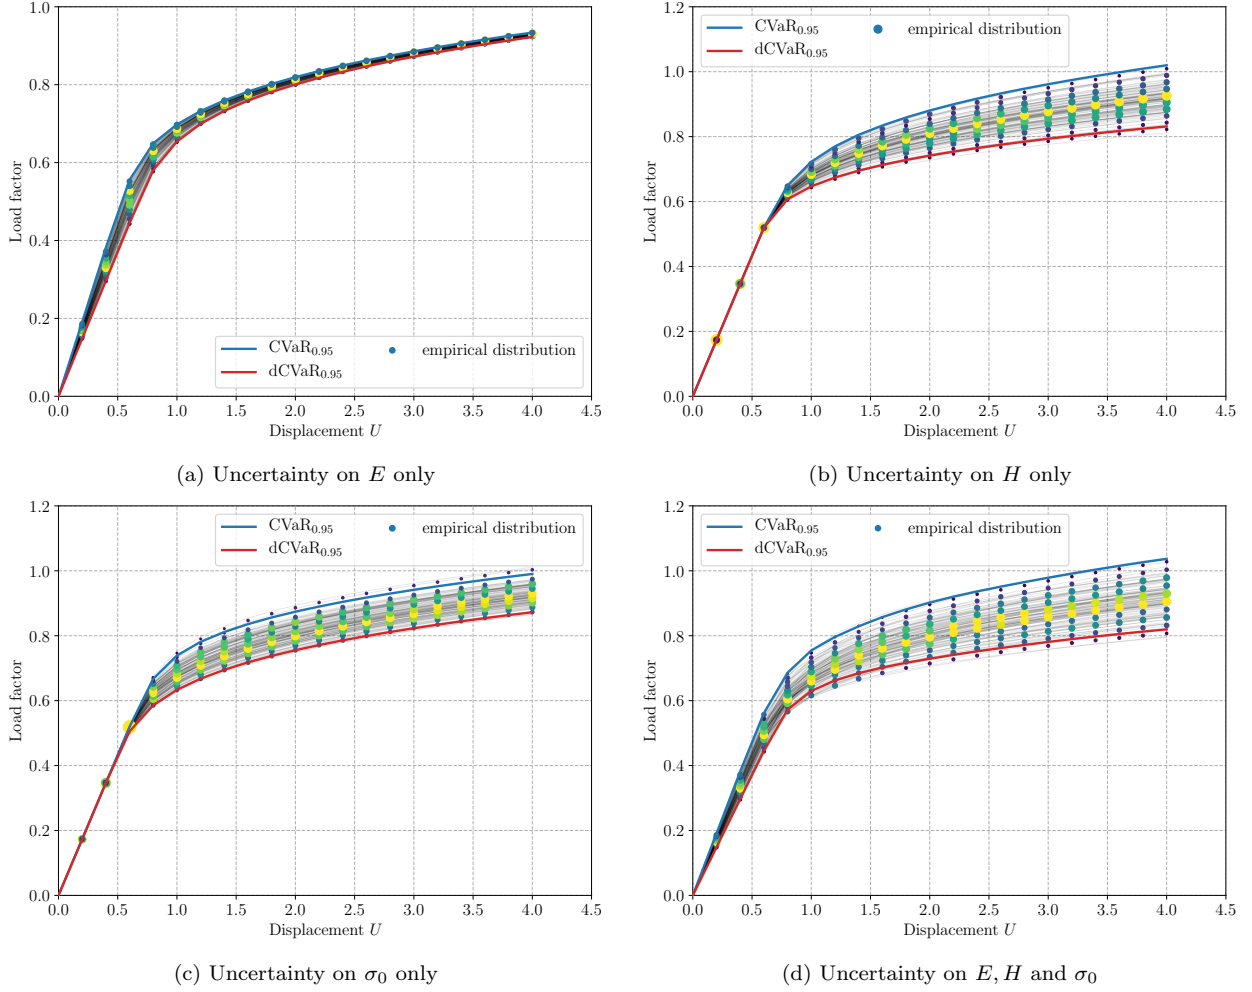 1.0
0.8
0.6
0.4
0.2
0.0
Load factor
0.0 0.5 1.0 1.5 2.0 2.5 3.0 3.5 4.0 4.5
Displacement U
CVaR0.95
dCVaR0.95
empirical distribution
(a) Uncertainty on E only
1.2
1.0
0.8
0.6
0.4
0.2
0.0
Load factor
0.0 0.5 1.0 1.5 2.0 2.5 3.0 3.5 4.0 4.5
Displacement U
CVaR0.95
dCVaR0.95
empirical distribution
(b) Uncertainty on H only
1.2
1.0
0.8
0.6
0.4
0.2
0.0
Load factor
0.0 0.5 1.0 1.5 2.0 2.5 3.0 3.5 4.0 4.5
Displacement U
CVaR0.95
dCVaR0.95
empirical distribution
(c) Uncertainty on σ0 only
1.2
1.0
0.8
0.6
0.4
0.2
0.0
Load factor
0.0 0.5 1.0 1.5 2.0 2.5 3.0 3.5 4.0 4.5
Displacement U
CVaR0.95
dCVaR0.95
empirical distribution
(d) Uncertainty on E, H and σ0